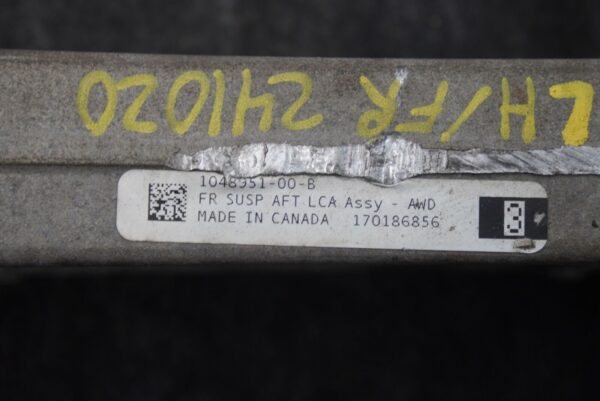 LH/FR 241020
1048951-00-B
FR SUSP AFT LCA Assy - AWD
MADE IN CANADA 170186856
8